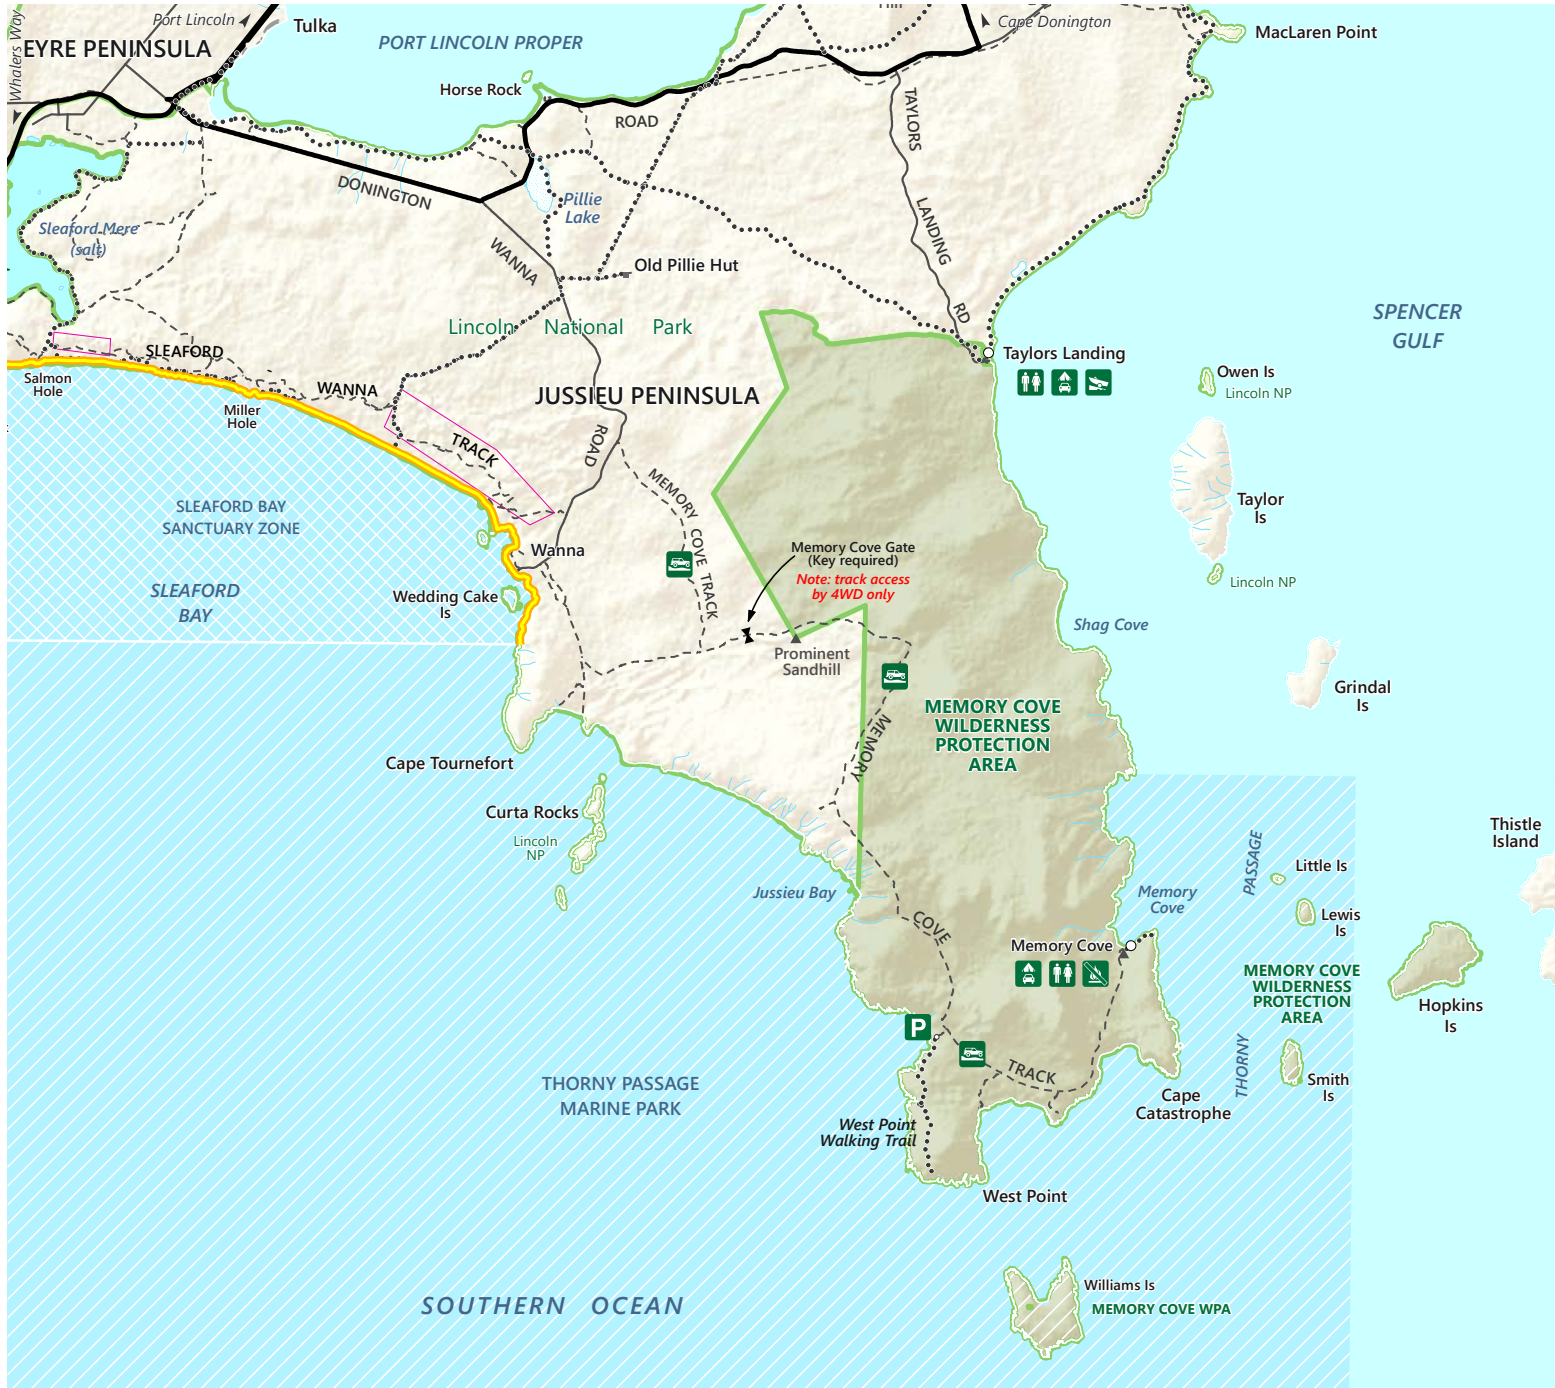 Port Lincoln
Tulka
EYRE PENINSULA
Whalers Way
PORT LINCOLN PROPER
Hill
Cape Donington
MacLaren Point
Horse Rock
ROAD
TAYLORS
DONINGTON
Pillie
Lake
LANDING
RD
Sleaford Mere
(salt)
WANNA
Old Pillie Hut
SPENCER
GULF
Lincoln National Park
SLEAFORD
Taylors Landing
Salmon
Hole
WANNA
JUSSIEU PENINSULA
Owen Is
Lincoln NP
Miller
Hole
TRACK
ROAD
MEMORY
COVE
TRACK
Taylor
Is
SLEAFORD BAY
SANCTUARY ZONE
Wanna
Memory Cove Gate
(Key required)
Note: track access
by 4WD only
Lincoln NP
SLEAFORD
BAY
Wedding Cake
Is
Shag Cove
Prominent
Sandhill
Grindal
Is
MEMORY COVE
WILDERNESS
PROTECTION
AREA
MEMORY
Cape Tournefort
Curta Rocks
Lincoln
NP
Thistle
Island
PASSAGE
Little Is
Jussieu Bay
Memory
Cove
Lewis
Is
COVE
Memory Cove
MEMORY COVE
WILDERNESS
PROTECTION
AREA
Hopkins
Is
P
THORNY
TRACK
Smith
Is
THORNY PASSAGE
MARINE PARK
Cape
Catastrophe
West Point
Walking Trail
West Point
Williams Is
MEMORY COVE WPA
SOUTHERN OCEAN